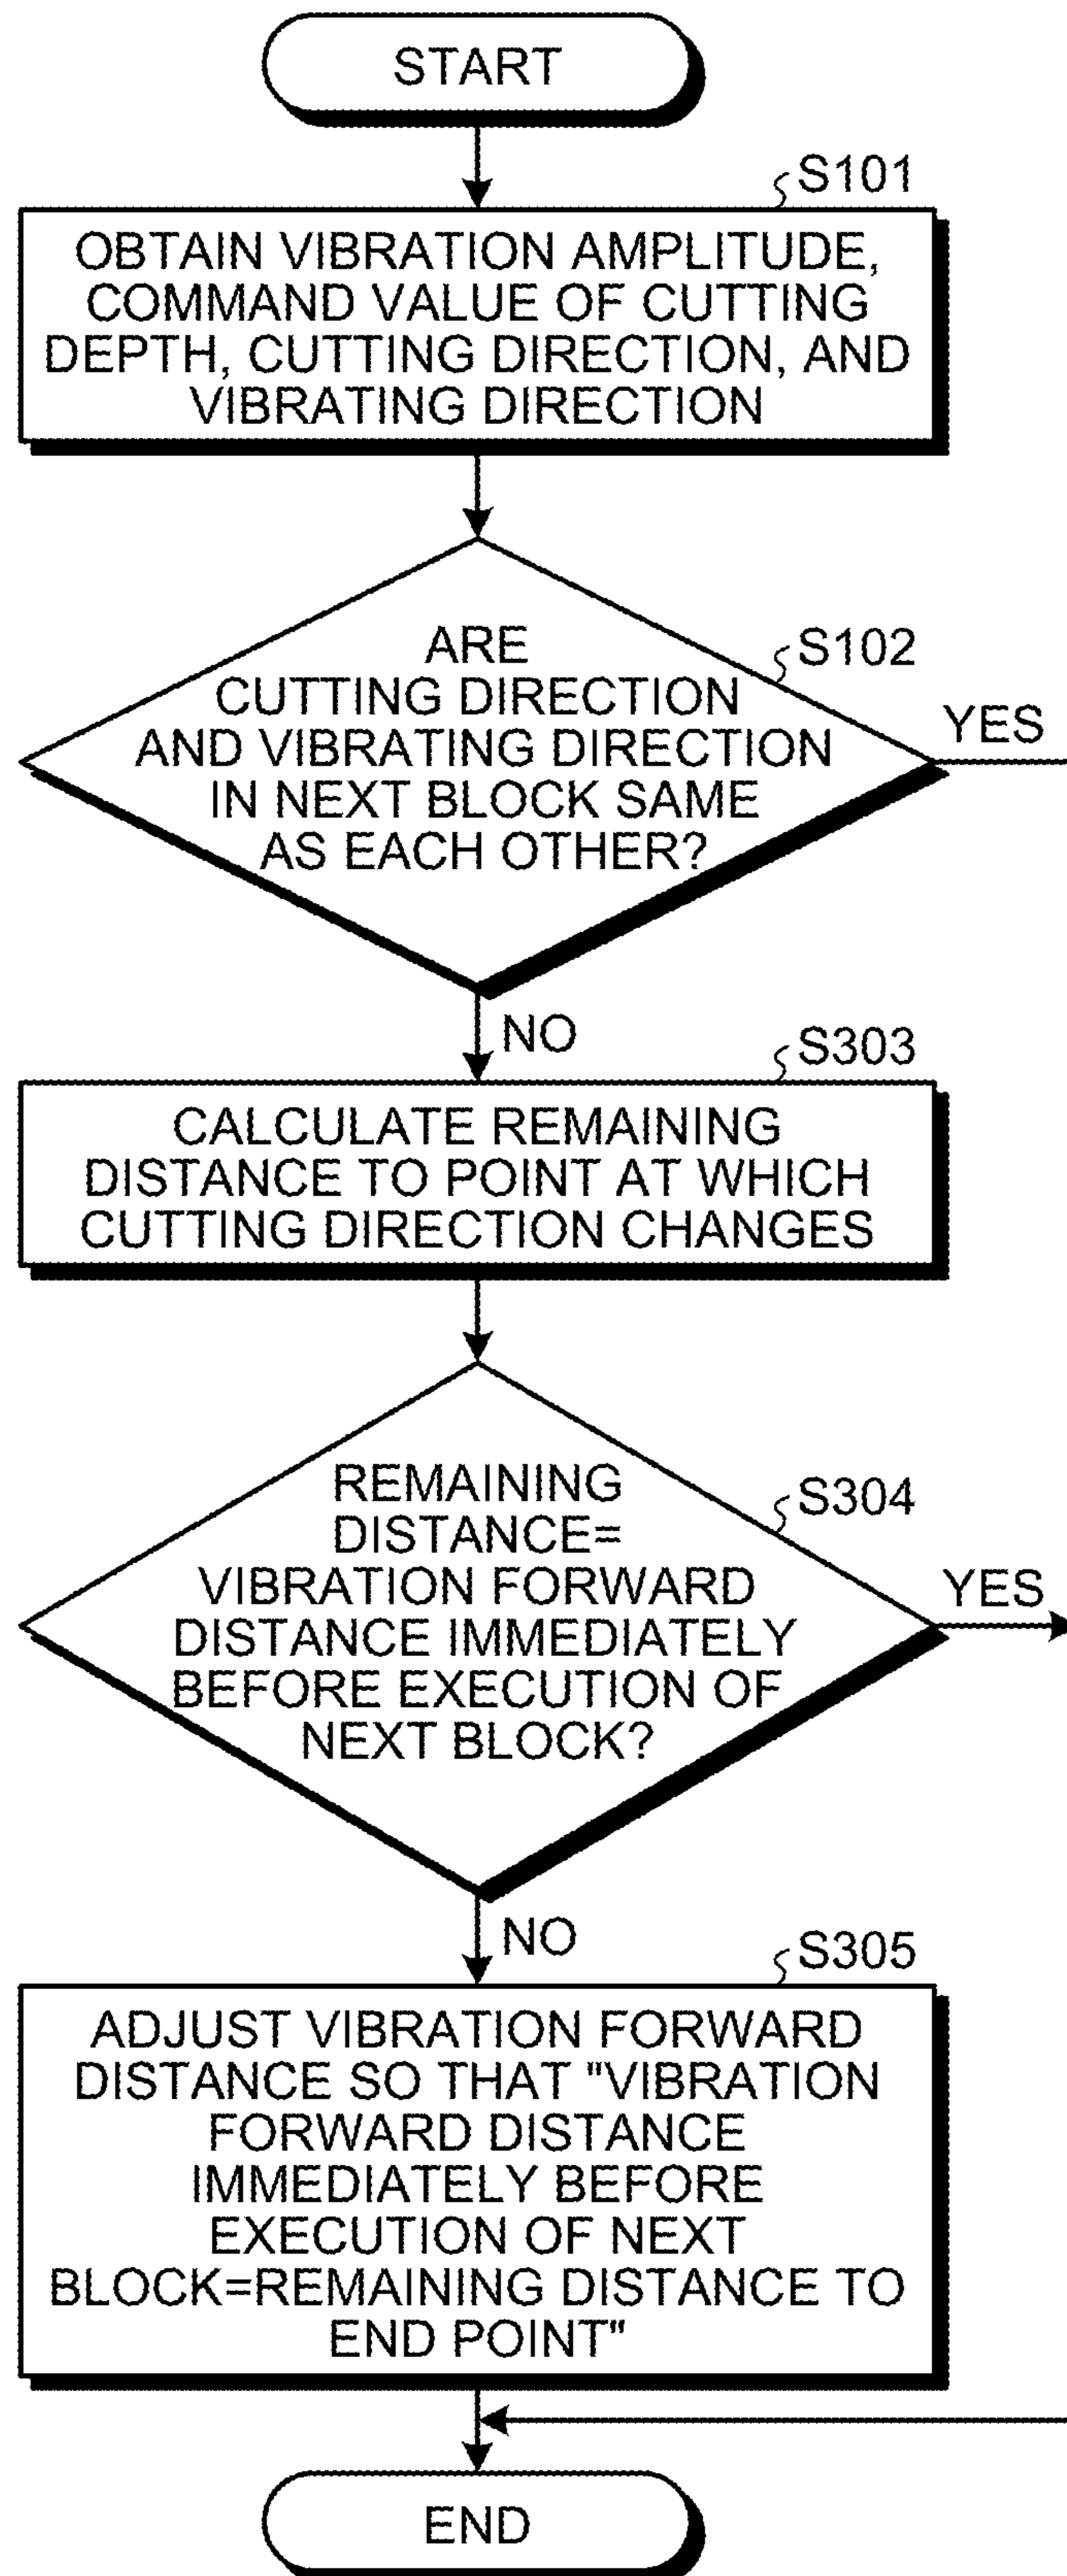 START
S101
OBTAIN VIBRATION AMPLITUDE,
COMMAND VALUE OF CUTTING
DEPTH, CUTTING DIRECTION, AND
VIBRATING DIRECTION
S102
ARE
CUTTING DIRECTION
AND VIBRATING DIRECTION
IN NEXT BLOCK SAME
AS EACH OTHER?
YES
NO
S303
CALCULATE REMAINING
DISTANCE TO POINT AT WHICH
CUTTING DIRECTION CHANGES
S304
REMAINING
DISTANCE=
VIBRATION FORWARD
DISTANCE IMMEDIATELY
BEFORE EXECUTION OF
NEXT BLOCK?
YES
NO
S305
ADJUST VIBRATION FORWARD
DISTANCE SO THAT "VIBRATION
FORWARD DISTANCE
IMMEDIATELY BEFORE
EXECUTION OF NEXT
BLOCK=REMAINING DISTANCE TO
END POINT"
END